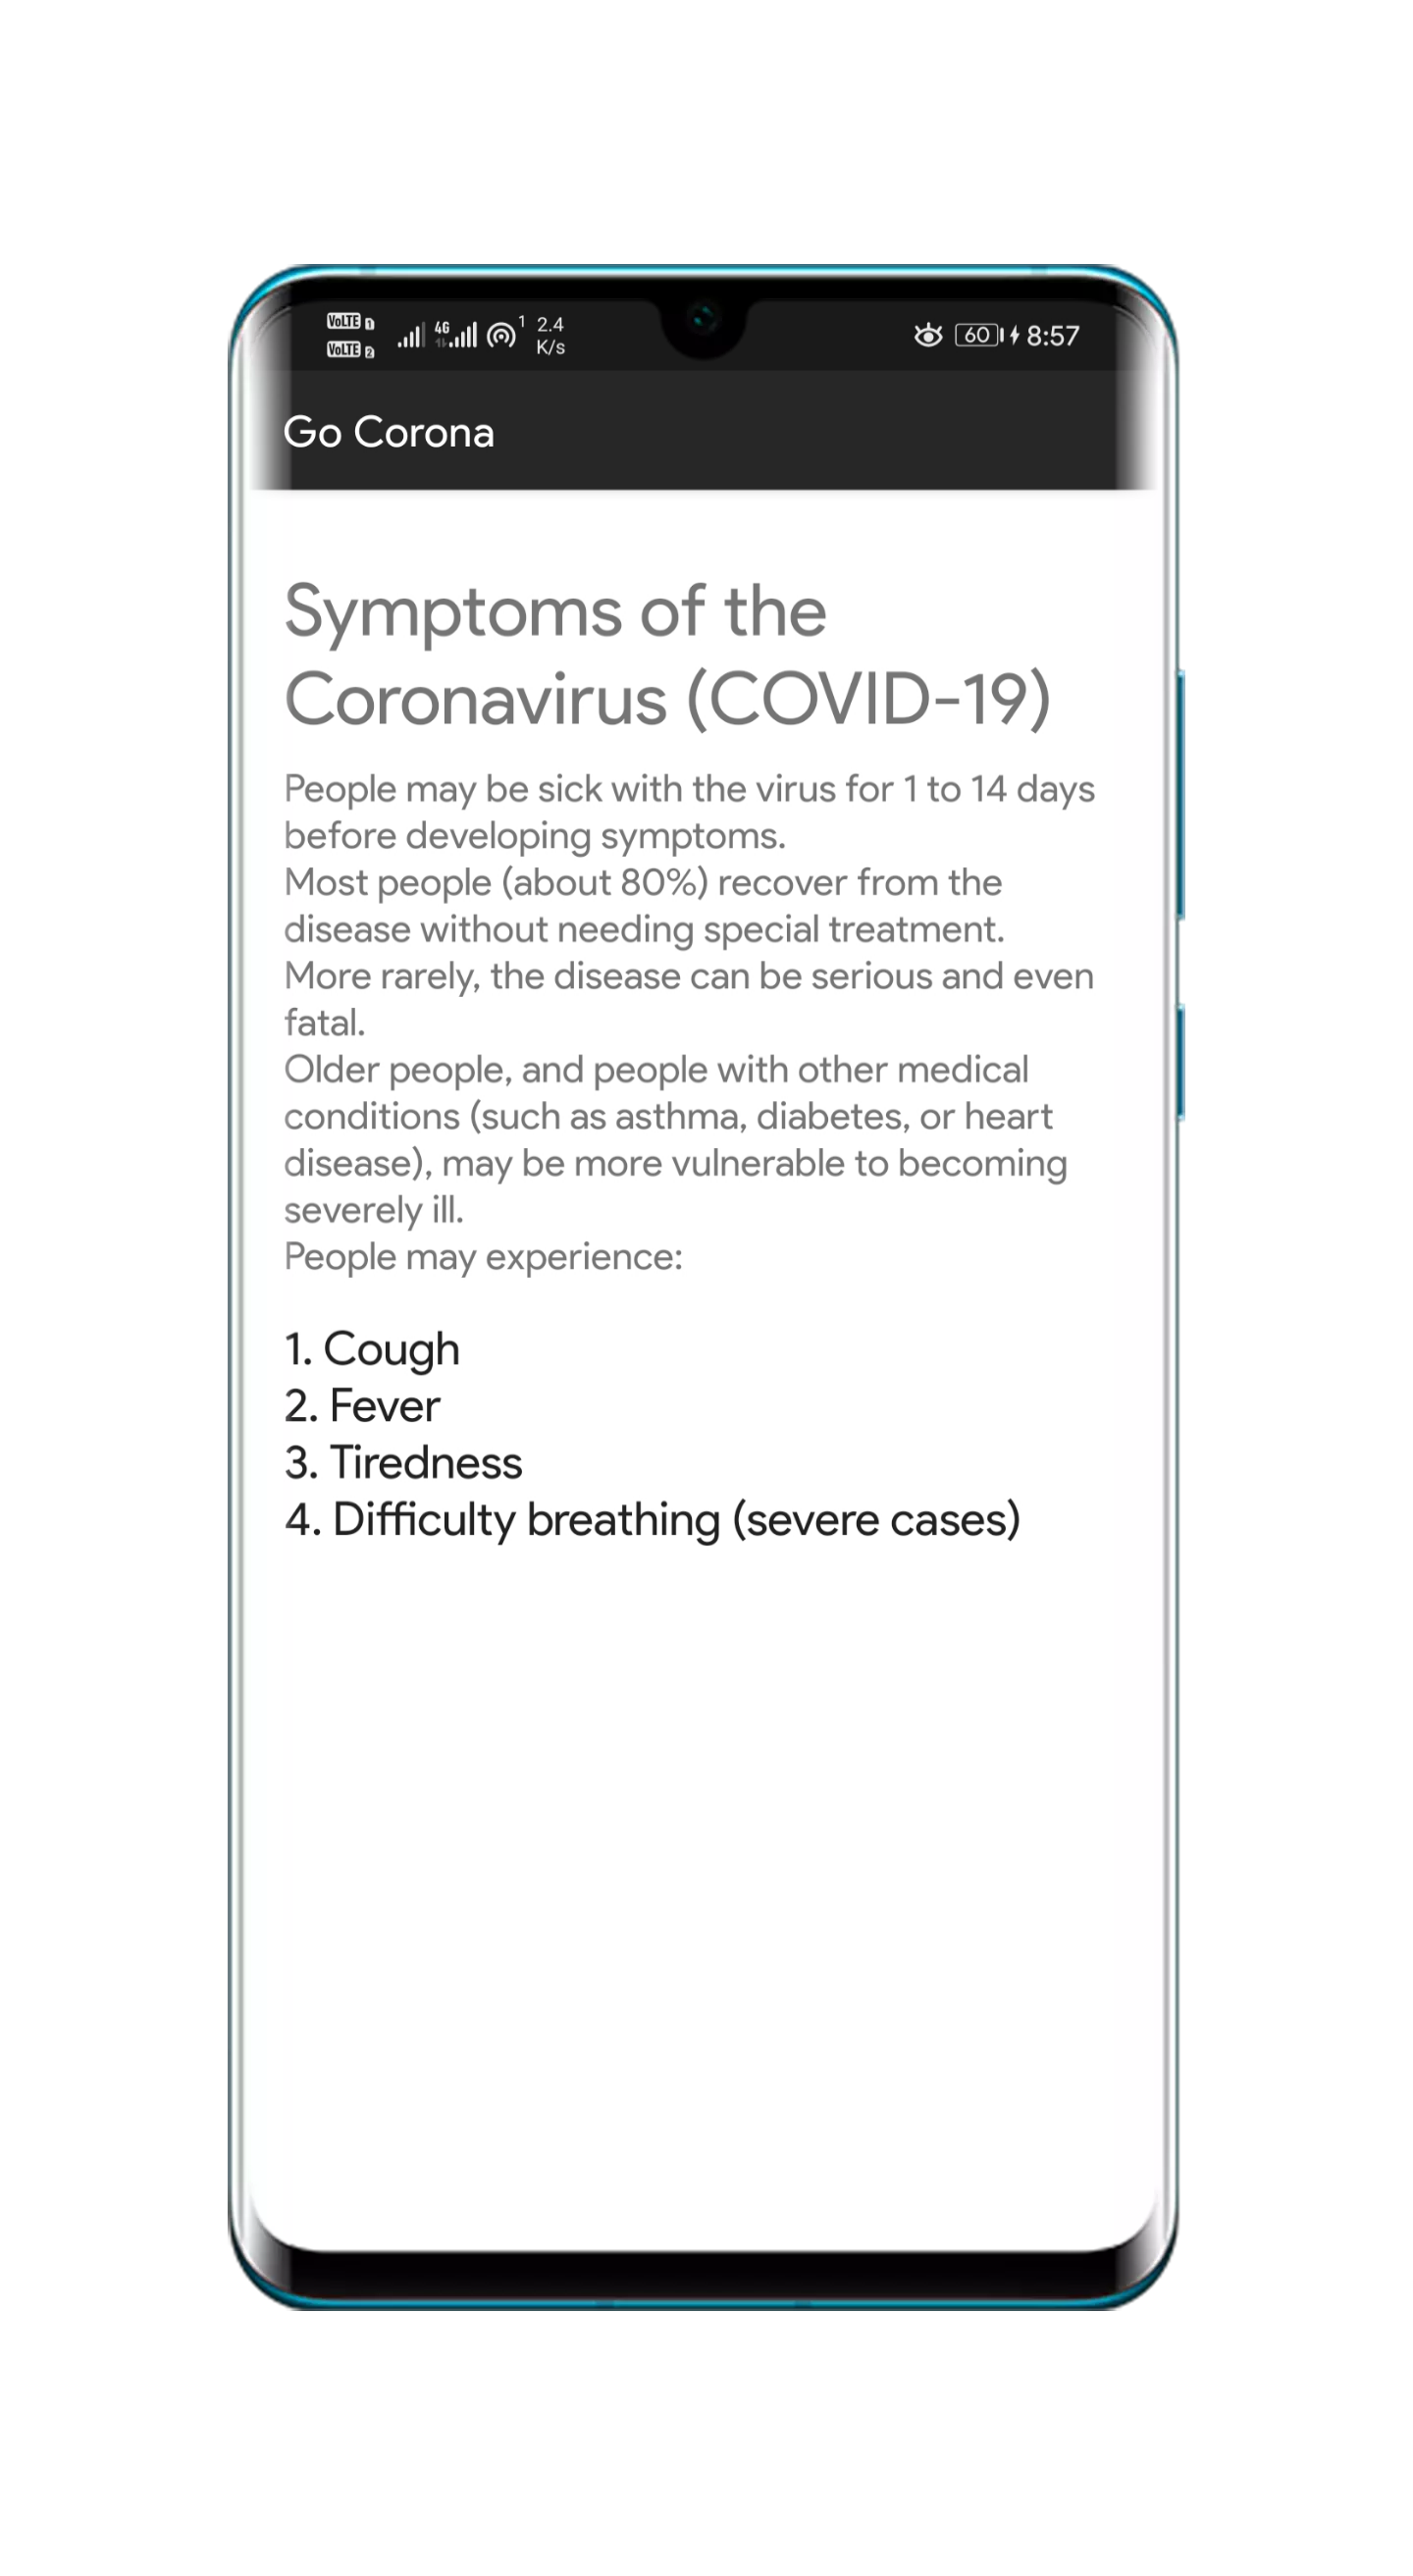 VoLTE 1
VoLTE 2
4G
1
2.4
K/s
60
8:57
Go Corona
Symptoms of the
Coronavirus (COVID-19)
People may be sick with the virus for 1 to 14 days
before developing symptoms.
Most people (about 80%) recover from the
disease without needing special treatment.
More rarely, the disease can be serious and even
fatal.
Older people, and people with other medical
conditions (such as asthma, diabetes, or heart
disease), may be more vulnerable to becoming
severely ill.
People may experience:
1. Cough
2. Fever
3. Tiredness
4. Difficulty breathing (severe cases)